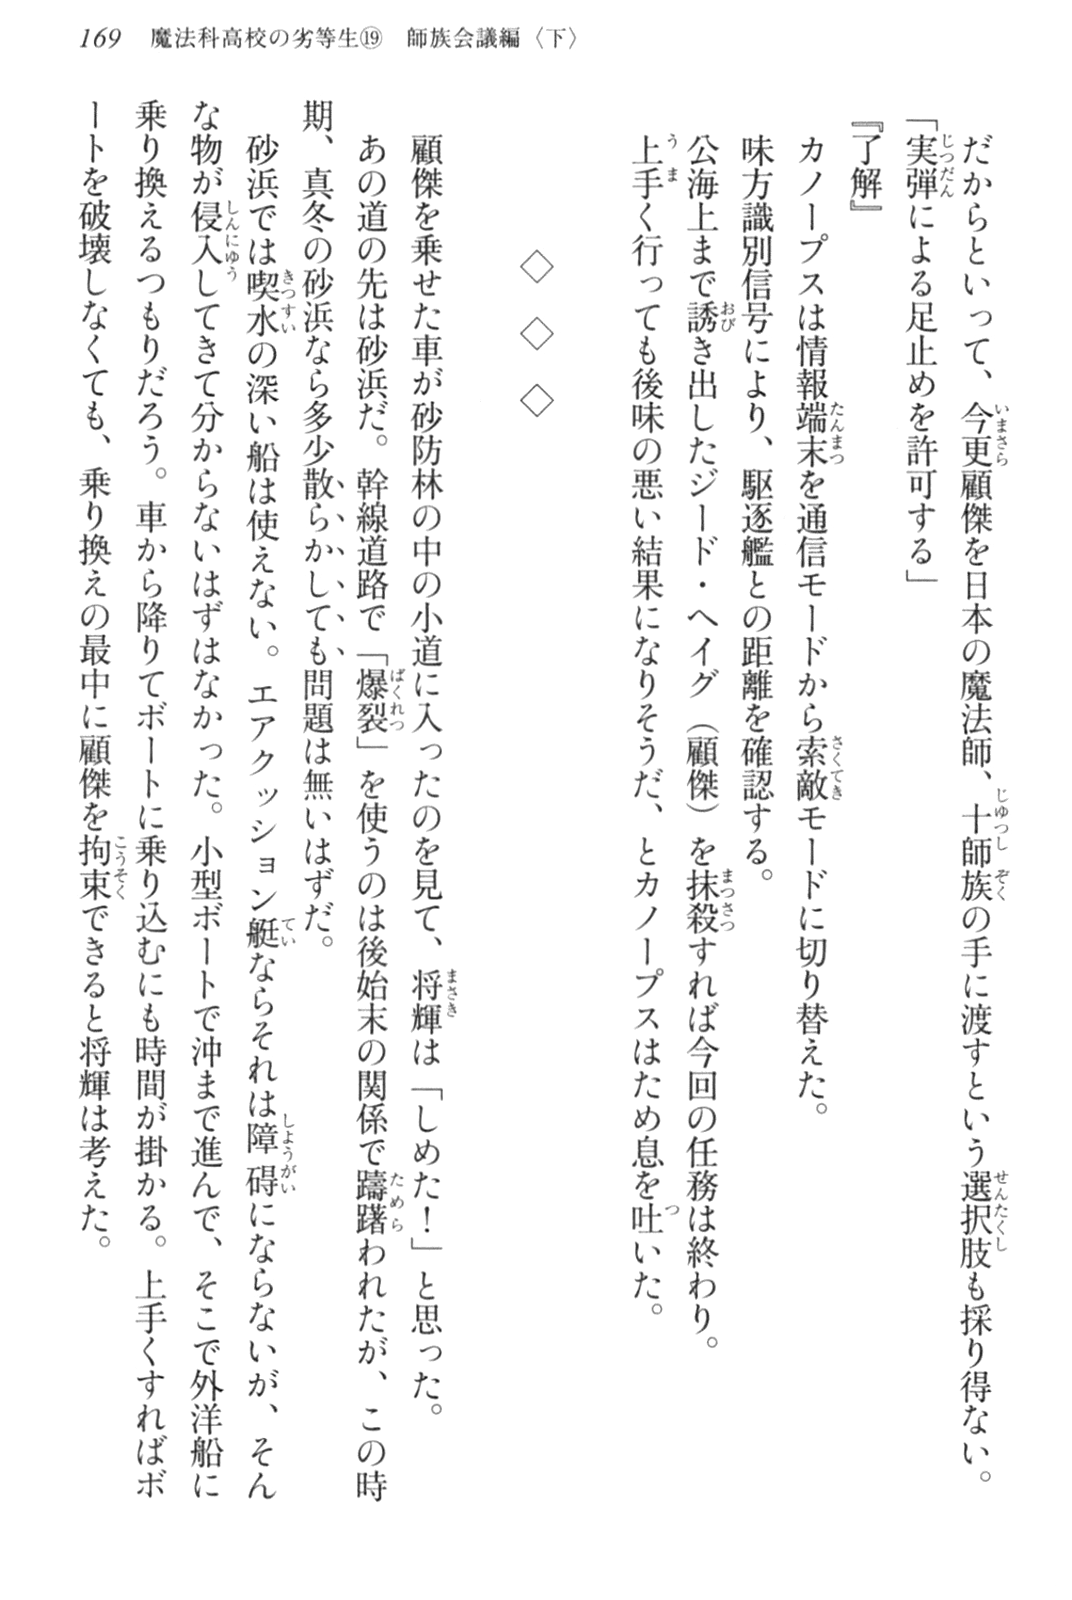 169 魔法科高校の劣等生⑲ 師族会議編〈下〉
だからといって、今更顧傑を日本の魔法師、十師族の手に渡すという選択肢も採り得ない。
「実弾による足止めを許可する」
『了解』
カノープスは情報端末を通信モードから索敵モードに切り替えた。
味方識別信号により、駆逐艦との距離を確認する。
公海上まで誘き出したジード・ヘイグ（顧傑）を抹殺すれば今回の任務は終わり。
上手く行っても後味の悪い結果になりそうだ、とカノープスはため息を吐いた。
◇ ◇ ◇
顧傑を乗せた車が砂防林の中の小道に入ったのを見て、将輝は「しめた！」と思った。
あの道の先は砂浜だ。幹線道路で「爆裂」を使うのは後始末の関係で躊躇われたが、この時
期、真冬の砂浜なら多少散らかしても問題は無いはずだ。
砂浜では喫水の深い船は使えない。エアクッション艇ならそれは障碍にならないが、そん
な物が侵入してきて分からないはずはなかった。小型ボートで沖まで進んで、そこで外洋船に
乗り換えるつもりだろう。車から降りてボートに乗り込むにも時間が掛かる。上手くすればボ
ートを破壊しなくても、乗り換えの最中に顧傑を拘束できると将輝は考えた。